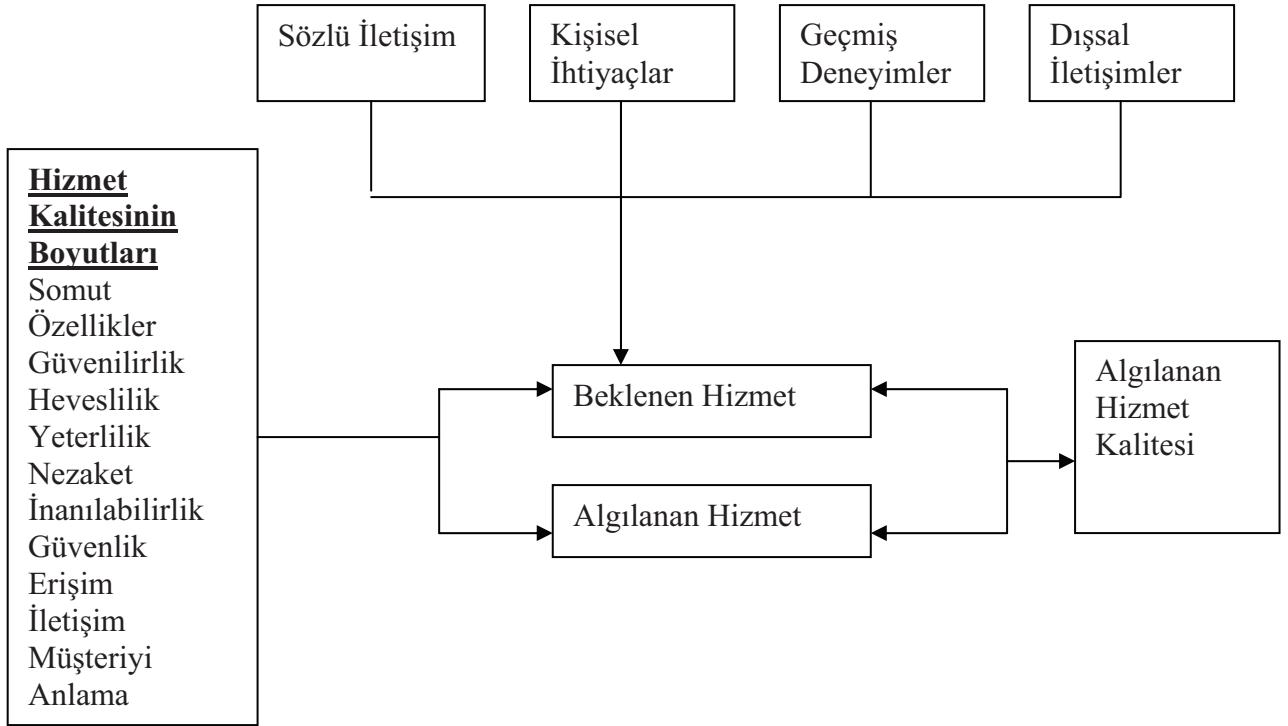 Sözlü İletişim
Kişisel
İhtiyaçlar
Geçmiş
Deneyimler
Dışsal
İletişimler
Hizmet
Kalitesinin
Boyutları
Somut
Özellikler
Güvenilirlik
Heveslilik
Yeterlilik
Nezaket
İnanılabilirlik
Güvenlik
Erişim
İletişim
Müşteriyi
Anlama
Beklenen Hizmet
Algılanan Hizmet
Algılanan
Hizmet
Kalitesi